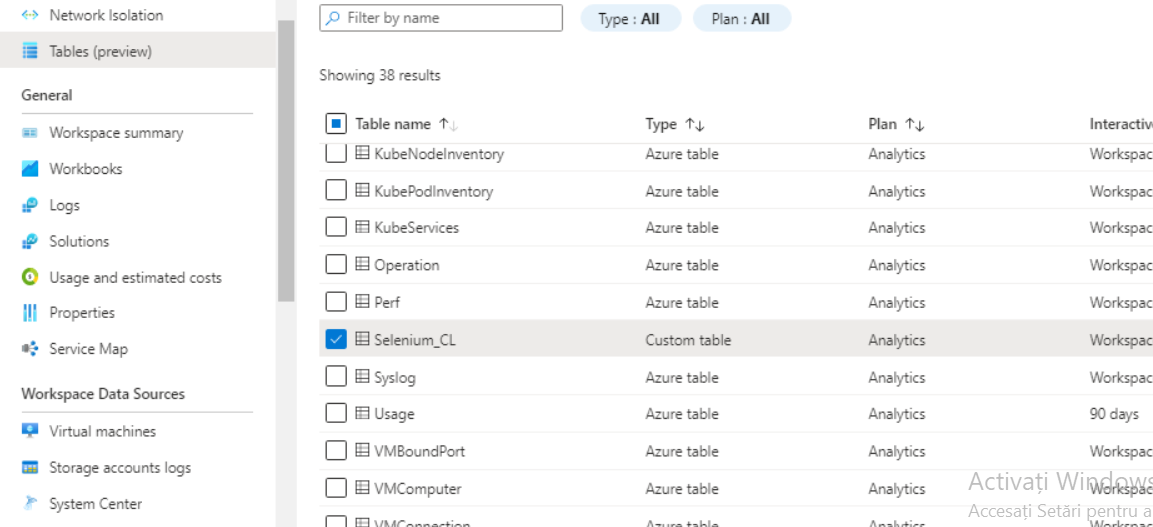 Network Isolation
Tables (preview)
General
Workspace summary
Workbooks
Logs
Solutions
Usage and estimated costs
Properties
Service Map
Workspace Data Sources
Virtual machines
Storage accounts logs
System Center
Filter by name
Type : All
Plan : All
Showing 38 results
Table name Type Plan Interactiv
KubeNodeInventory Azure table Analytics Workspac
KubePodInventory Azure table Analytics Workspac
KubeServices Azure table Analytics Workspac
Operation Azure table Analytics Workspac
Perf Azure table Analytics Workspac
Selenium_CL Custom table Analytics Workspac
Syslog Azure table Analytics Workspac
Usage Azure table Analytics 90 days
VMBoundPort Azure table Analytics Workspac
VMComputer Azure table Analytics Workspac
VMConnection Azure table Analytics Workspac
Activați Windows
Accesați Setări pentru a